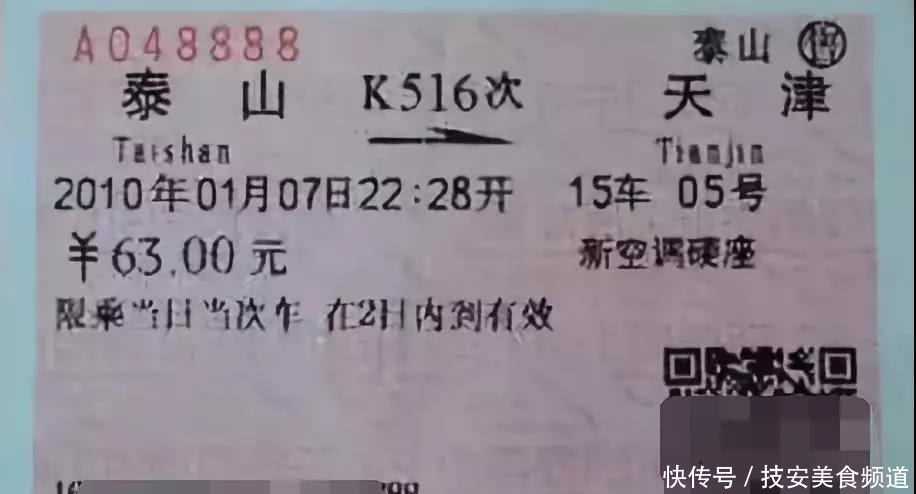 A048888 泰山 售
泰山 K516次 天津
Taishan Tianjin
2010年01月07日22:28开 15车 05号
¥63.00元 新空调硬座
限乘当日当次车 在2日内到有效
快传号 / 技安美食频道